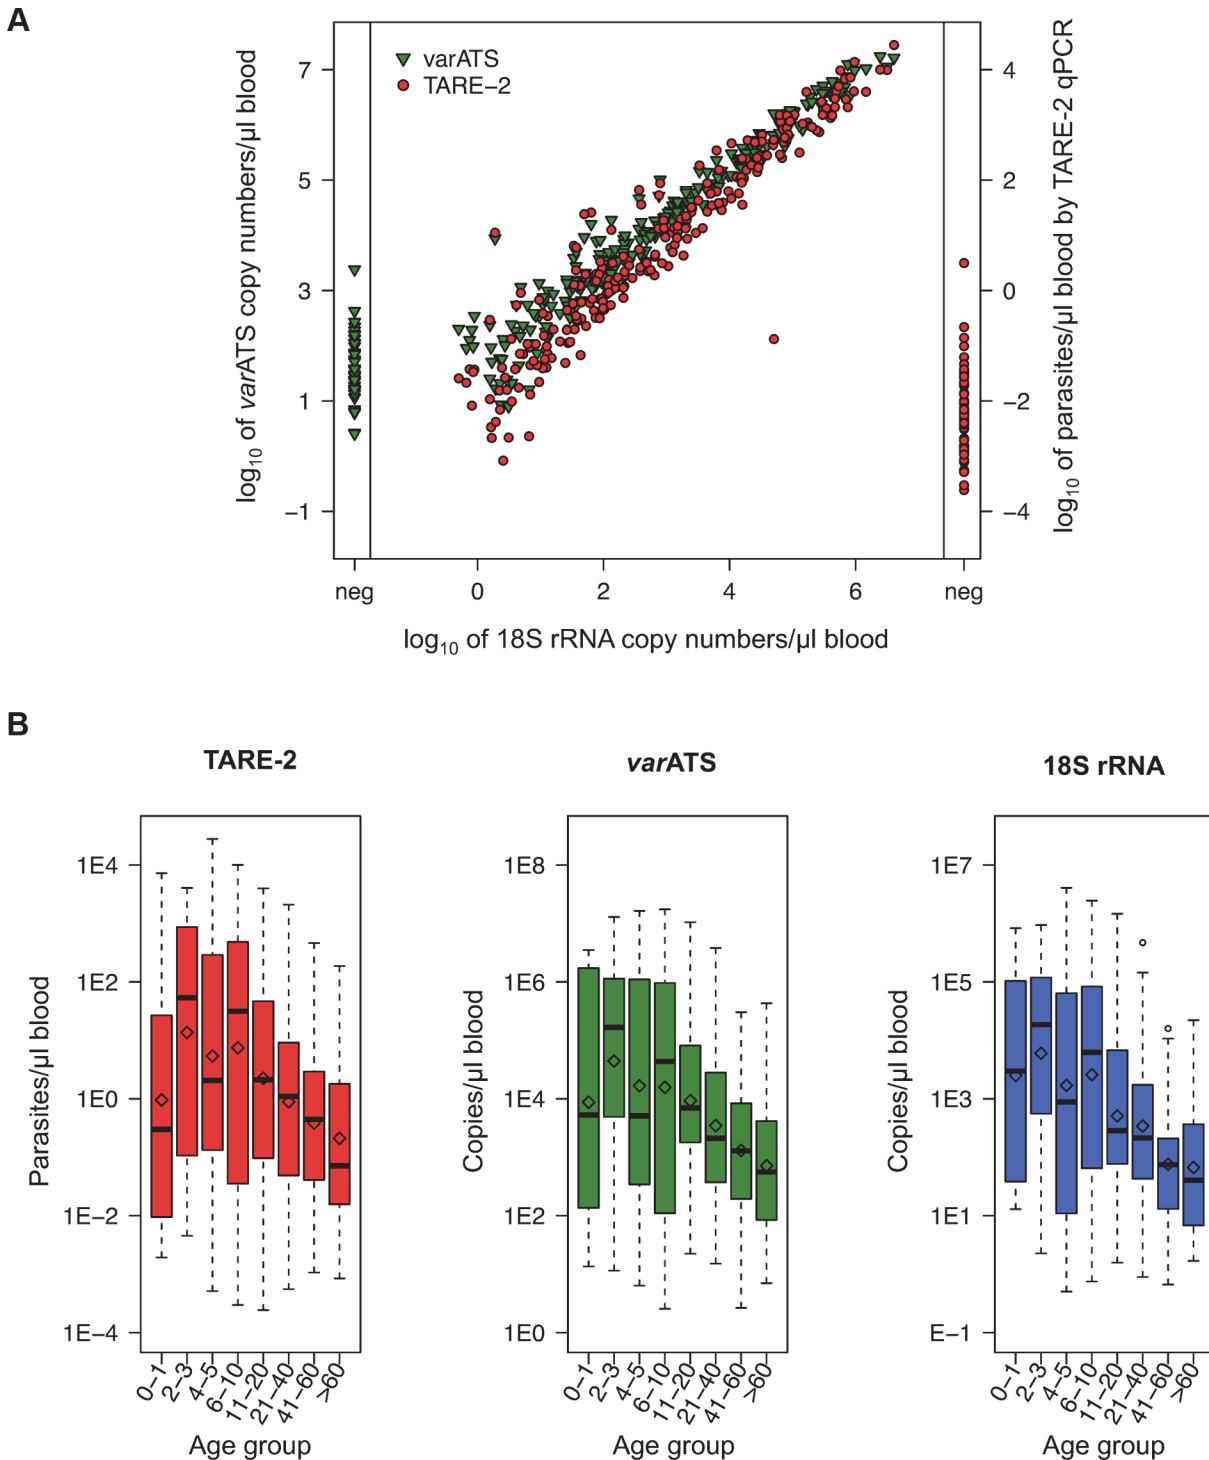 A
varATS
TARE−2
7
5
3
1
−1
log10 of varATS copy numbers/µl blood
4
2
0
−2
−4
log10 of parasites/µl blood by TARE-2 qPCR
neg
0
2
4
6
neg
log10 of 18S rRNA copy numbers/µl blood
B
TARE-2
varATS
18S rRNA
1E4
1E2
1E0
1E−2
1E−4
Parasites/µl blood
0−1
2−3
4−5
6−10
11−20
21−40
41−60
>60
Age group
1E8
1E6
1E4
1E2
1E0
Copies/µl blood
0−1
2−3
4−5
6−10
11−20
21−40
41−60
>60
Age group
1E7
1E5
1E3
1E1
E−1
Copies/µl blood
0−1
2−3
4−5
6−10
11−20
21−40
41−60
>60
Age group